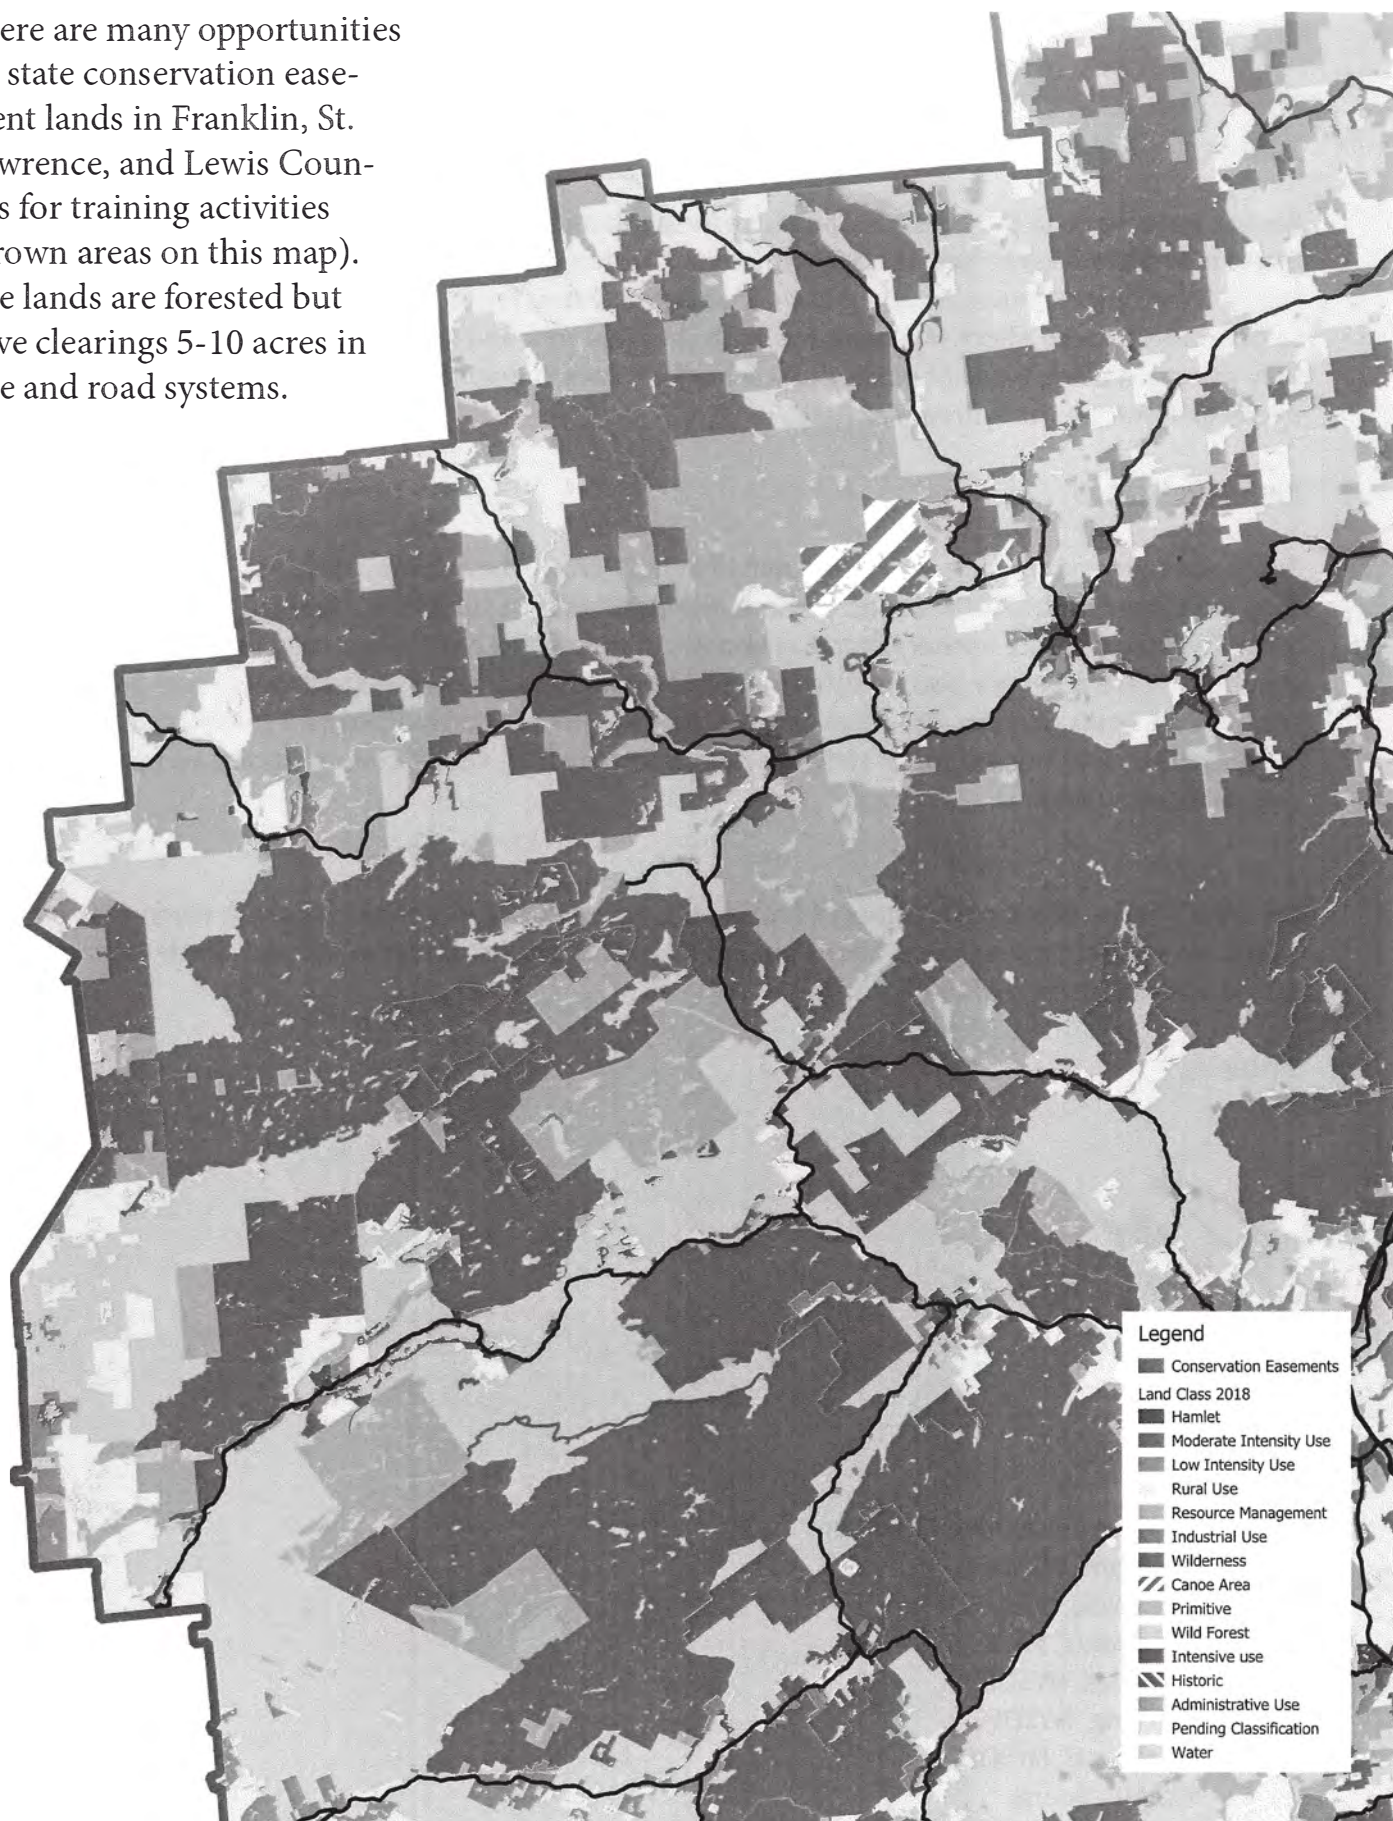 ere are many opportunities
state conservation ease-
ent lands in Franklin, St.
wrence, and Lewis Coun-
s for training activities
rown areas on this map).
e lands are forested but
ve clearings 5-10 acres in
e and road systems.
Legend
Conservation Easements
Land Class 2018
Hamlet
Moderate Intensity Use
Low Intensity Use
Rural Use
Resource Management
Industrial Use
Wilderness
Canoe Area
Primitive
Wild Forest
Intensive use
Historic
Administrative Use
Pending Classification
Water